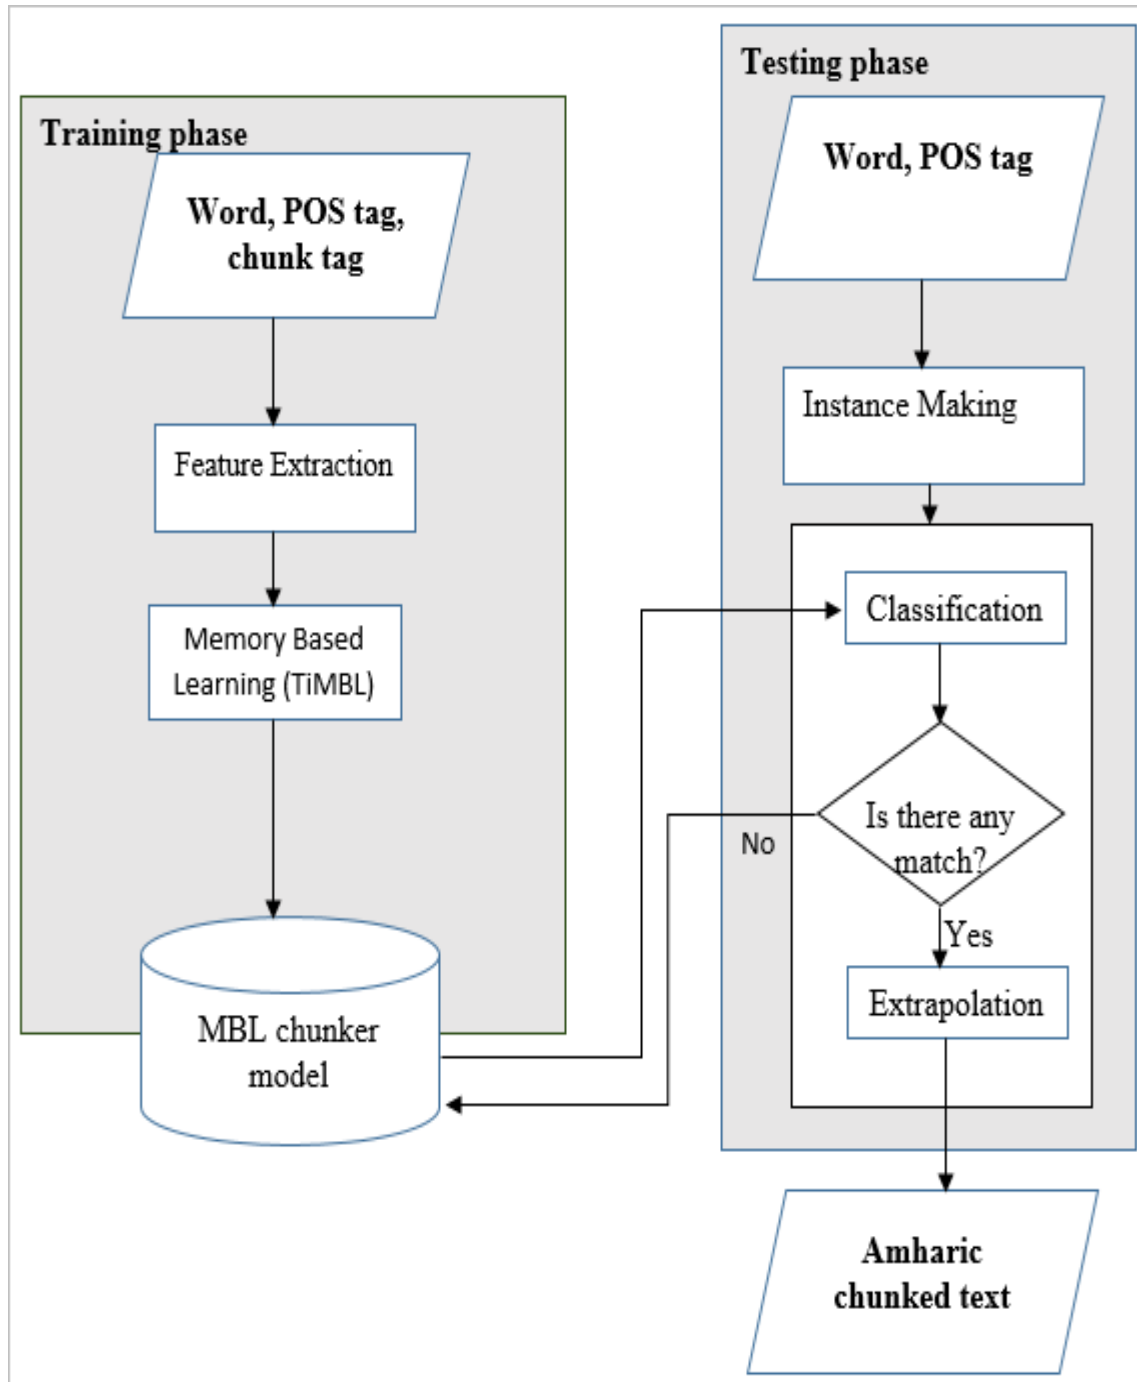 Training phase
Word, POS tag,
chunk tag
Feature Extraction
Memory Based
Learning (TiMBL)
MBL chunker
model
Testing phase
Word, POS tag
Instance Making
Classification
Is there any
match?
No
Yes
Extrapolation
Amharic
chunked text